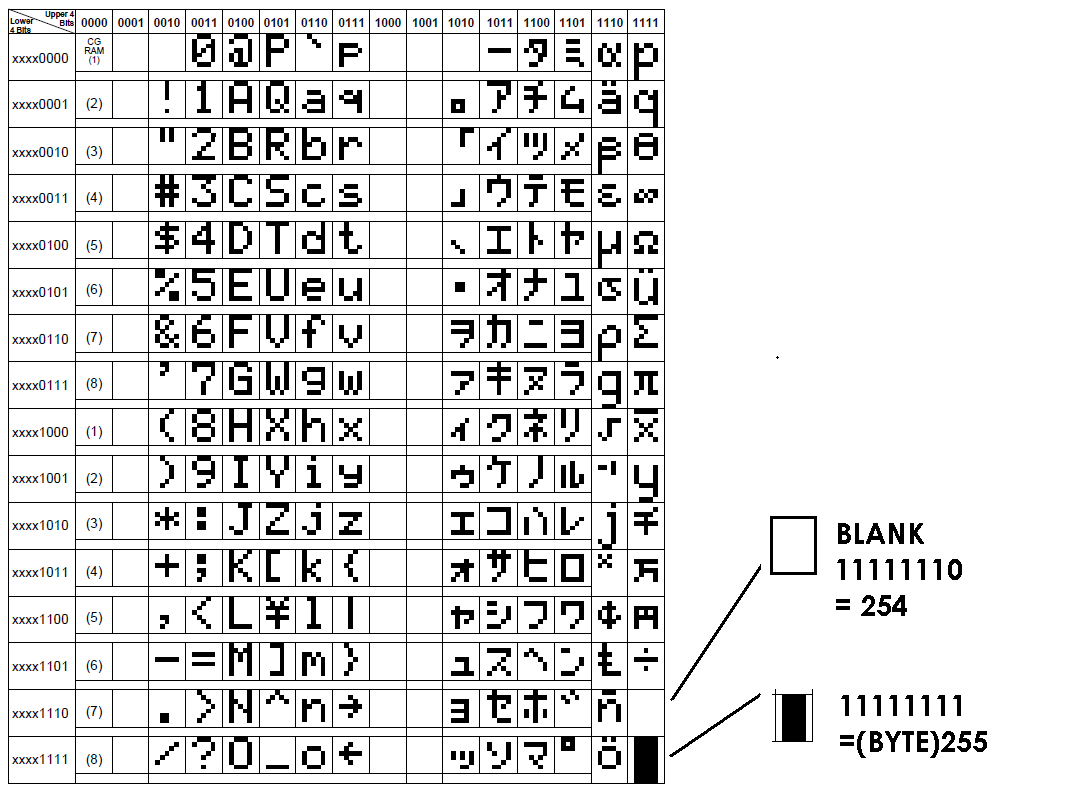 Upper 4 Bits
Lower 4 Bits
0000 0001 0010 0011 0100 0101 0110 0111 1000 1001 1010 1011 1100 1101 1110 1111
xxxx0000 CG RAM (1) 0 @ P ` p ー タ ミ α p
xxxx0001 (2) ! 1 A Q a q 。 ア チ ム ä q
xxxx0010 (3) " 2 B R b r 「 イ ツ メ β θ
xxxx0011 (4) # 3 C S c s 」 ウ テ モ ε ∞
xxxx0100 (5) $ 4 D T d t 、 エ ト ヤ μ Ω
xxxx0101 (6) % 5 E U e u ・ オ ナ ユ σ ü
xxxx0110 (7) & 6 F V f v ヲ カ ニ ヨ ρ Σ
xxxx0111 (8) ' 7 G W g w ァ キ ヌ ラ g π
xxxx1000 (1) ( 8 H X h x ィ ク ネ リ √ x̄
xxxx1001 (2) ) 9 I Y i y ゥ ケ ノ ル ⁻¹ y
xxxx1010 (3) * : J Z j z ェ コ ハ レ j 千
xxxx1011 (4) + ; K [ k { ォ サ ヒ ロ ˣ 万
xxxx1100 (5) , < L ¥ l | ャ シ フ ワ ¢ 円
xxxx1101 (6) - = M ] m } ュ ス ヘ ン £ ÷
xxxx1110 (7) . > N ^ n → ョ セ ホ ゛ ñ
xxxx1111 (8) / ? O _ o ← ッ ソ マ ゜ ö █
BLANK
11111110
= 254
11111111
=(BYTE)255